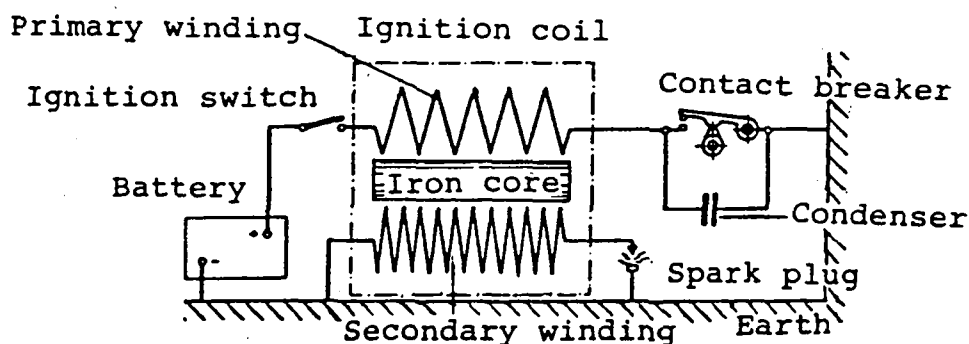 Primary winding
Ignition coil
Ignition switch
Contact breaker
Battery
Iron core
+
-
Condenser
Spark plug
Secondary winding
Earth